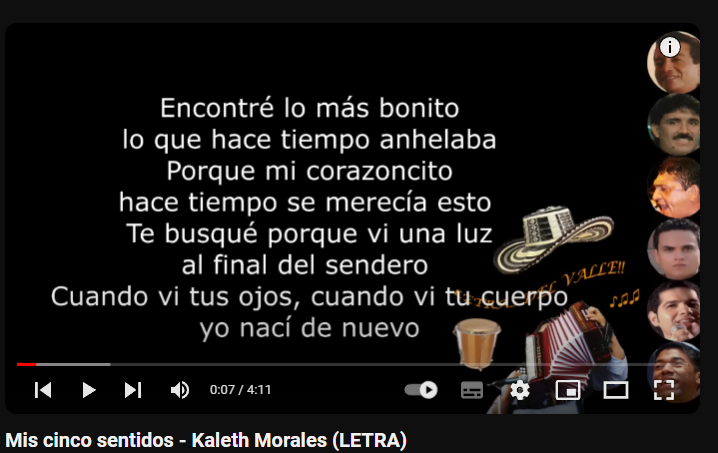 Encontré lo más bonito
lo que hace tiempo anhelaba
Porque mi corazoncito
hace tiempo se merecía esto
Te busqué porque vi una luz
al final del sendero
Cuando vi tus ojos, cuando vi tu cuerpo
yo nací de nuevo
DEL VALLE!!
0:07 / 4:11
Mis cinco sentidos - Kaleth Morales (LETRA)